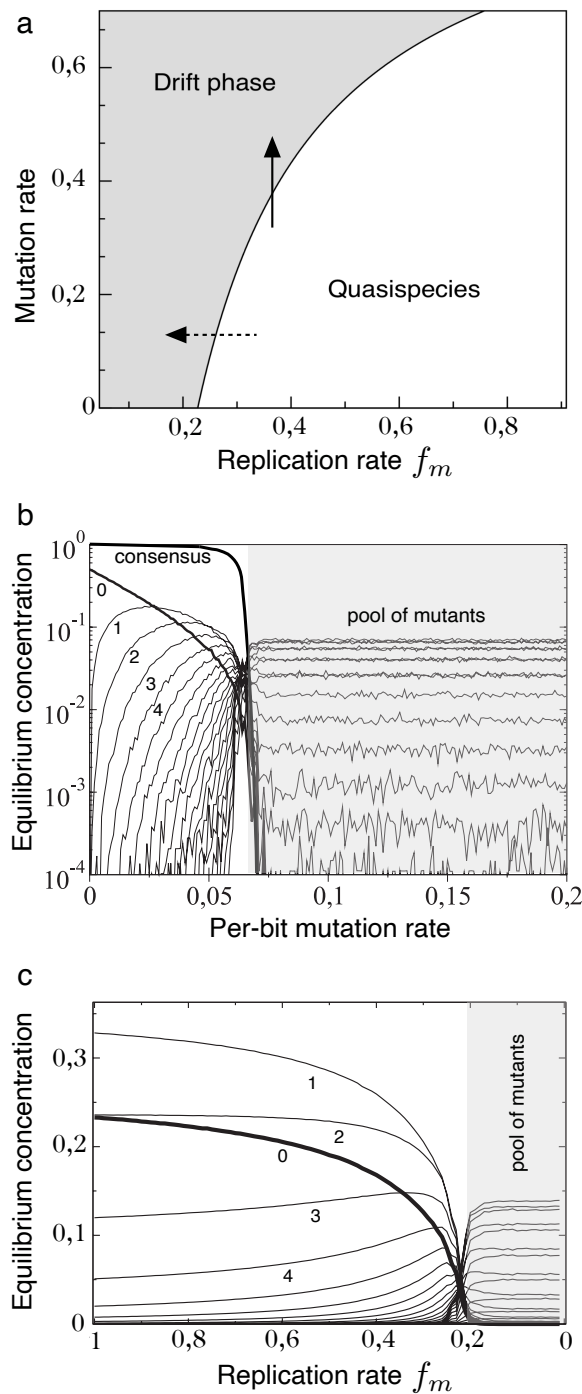 a
0,6
0,4
0,2
0
Mutation rate
Drift phase
Quasispecies
0,2 0,4 0,6 0,8
Replication rate f_m
b
10^0
10^-1
10^-2
10^-3
10^-4
Equilibrium concentration
consensus
0
1
2
3
4
pool of mutants
0 0,05 0,1 0,15 0,2
Per-bit mutation rate
c
0,3
0,2
0,1
0
Equilibrium concentration
1
2
0
3
4
pool of mutants
1 0,8 0,6 0,4 0,2 0
Replication rate f_m